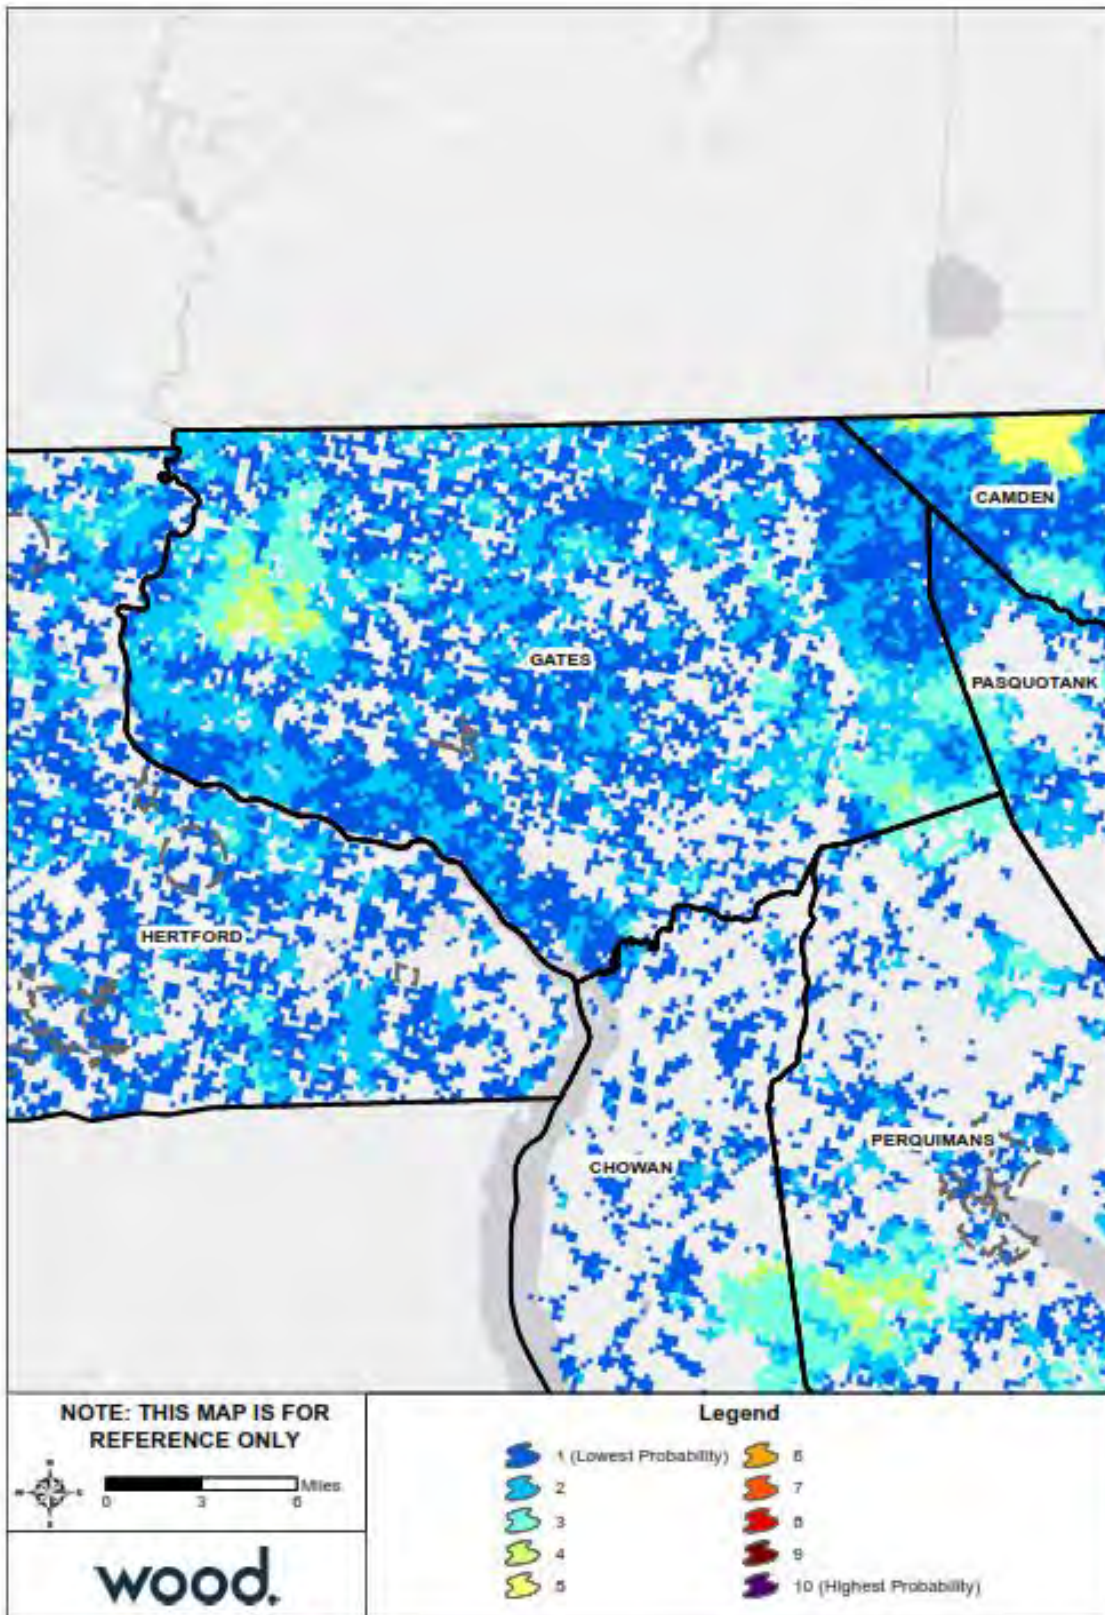 CAMDEN
GATES
PASQUOTANK
HERTFORD
PERQUIMANS
CHOWAN
NOTE: THIS MAP IS FOR
REFERENCE ONLY
Miles
0 3 6
wood.
Legend
1 (Lowest Probability)
2
3
4
5
6
7
8
9
10 (Highest Probability)